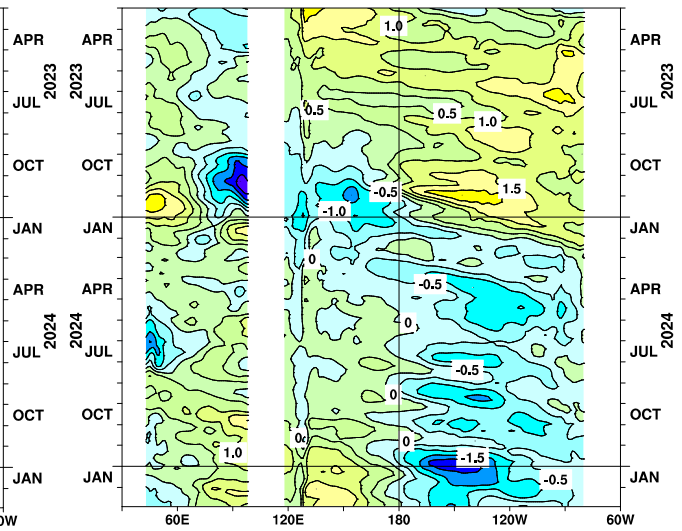 APR APR APR
2023 2023 2023
JUL JUL JUL
OCT OCT OCT
JAN JAN JAN
APR APR APR
2024 2024 2024
JUL JUL JUL
OCT OCT OCT
JAN JAN JAN
1.0
0.5 0.5
1.0
-0.5 1.5
-1.0
0
-0.5
0
-0.5
0
0 0
1.0 -1.5
-0.5
0W 60E 120E 180 120W 60W